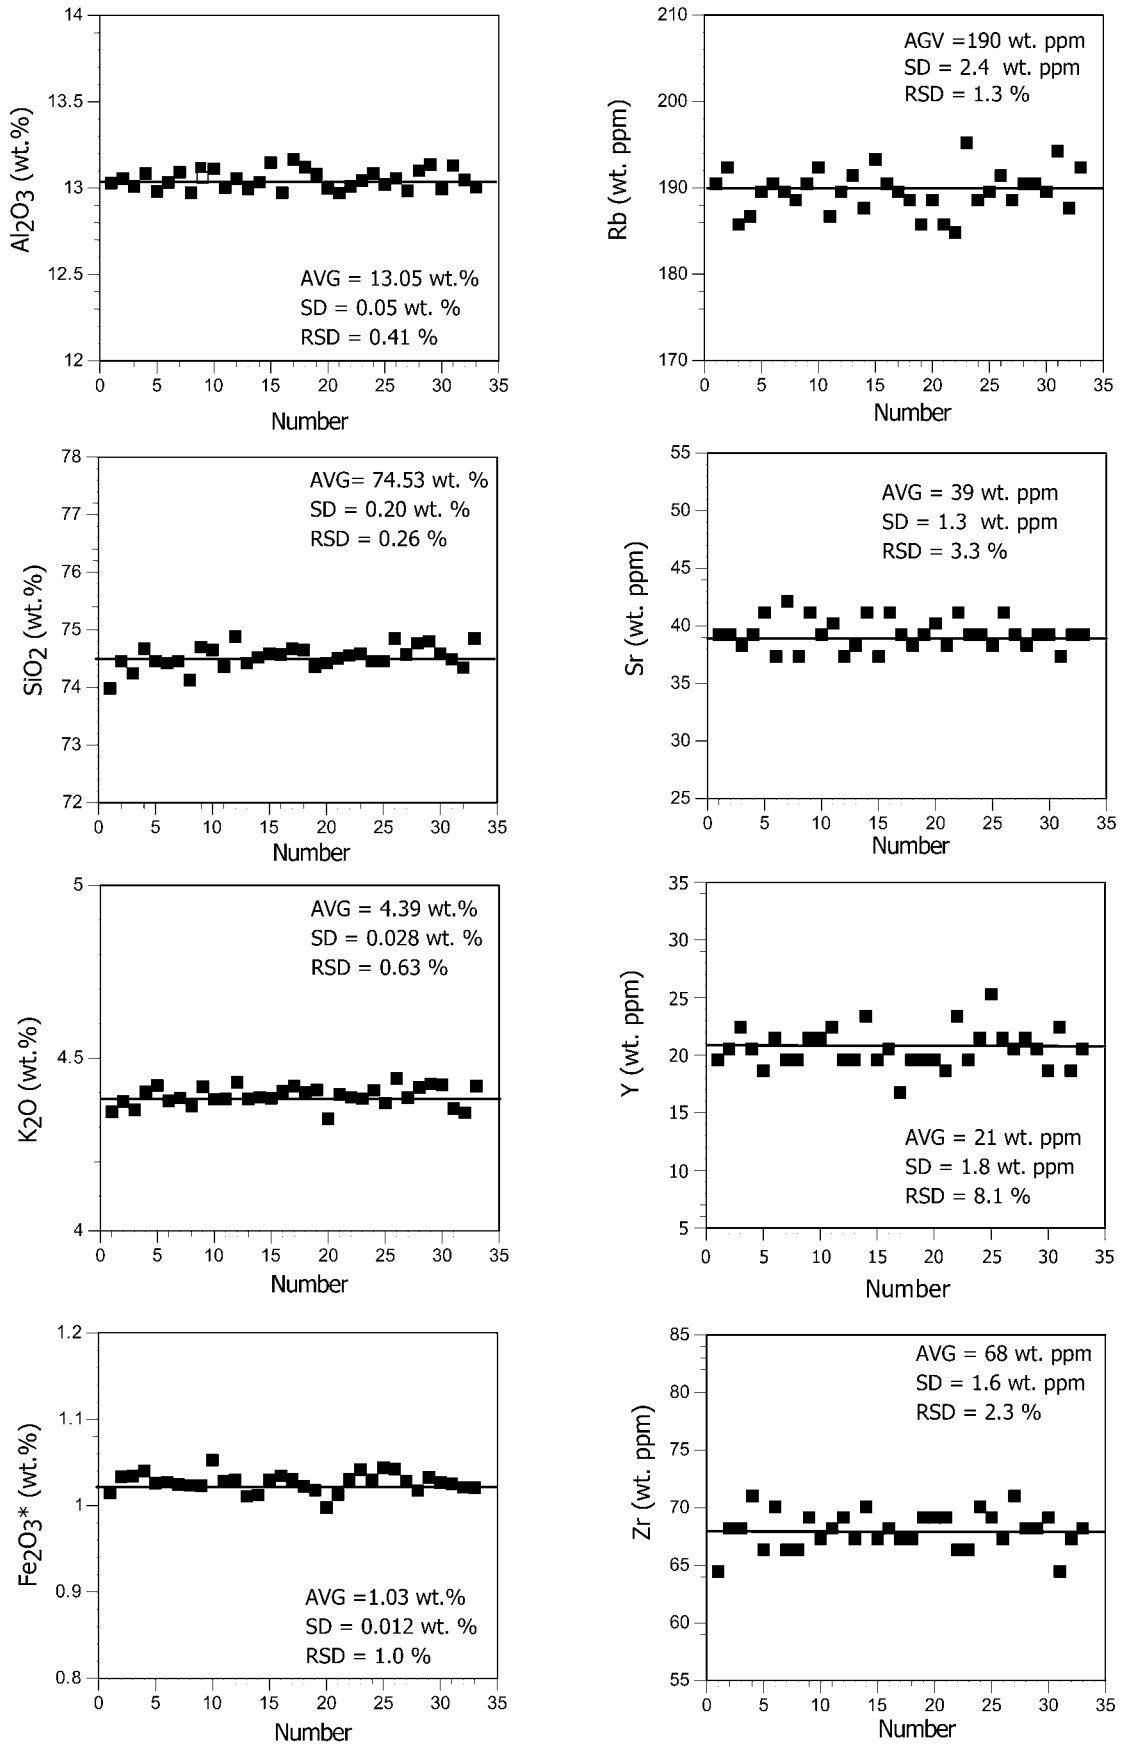 14
13.5
13
12.5
12
Al2O3 (wt.%)
AVG = 13.05 wt.%
SD = 0.05 wt. %
RSD = 0.41 %
0 5 10 15 20 25 30 35
Number
210
200
190
180
170
Rb (wt. ppm)
AGV =190 wt. ppm
SD = 2.4 wt. ppm
RSD = 1.3 %
0 5 10 15 20 25 30 35
Number
78
77
76
75
74
73
72
SiO2 (wt.%)
AVG= 74.53 wt. %
SD = 0.20 wt. %
RSD = 0.26 %
0 5 10 15 20 25 30 35
Number
55
50
45
40
35
30
25
Sr (wt. ppm)
AVG = 39 wt. ppm
SD = 1.3 wt. ppm
RSD = 3.3 %
0 5 10 15 20 25 30 35
Number
5
4.5
4
K2O (wt.%)
AVG = 4.39 wt.%
SD = 0.028 wt. %
RSD = 0.63 %
0 5 10 15 20 25 30 35
Number
35
30
25
20
15
10
5
Y (wt. ppm)
AVG = 21 wt. ppm
SD = 1.8 wt. ppm
RSD = 8.1 %
0 5 10 15 20 25 30 35
Number
1.2
1.1
1
0.9
0.8
Fe2O3* (wt.%)
AVG =1.03 wt.%
SD = 0.012 wt. %
RSD = 1.0 %
0 5 10 15 20 25 30 35
Number
85
80
75
70
65
60
55
Zr (wt. ppm)
AVG = 68 wt. ppm
SD = 1.6 wt. ppm
RSD = 2.3 %
0 5 10 15 20 25 30 35
Number